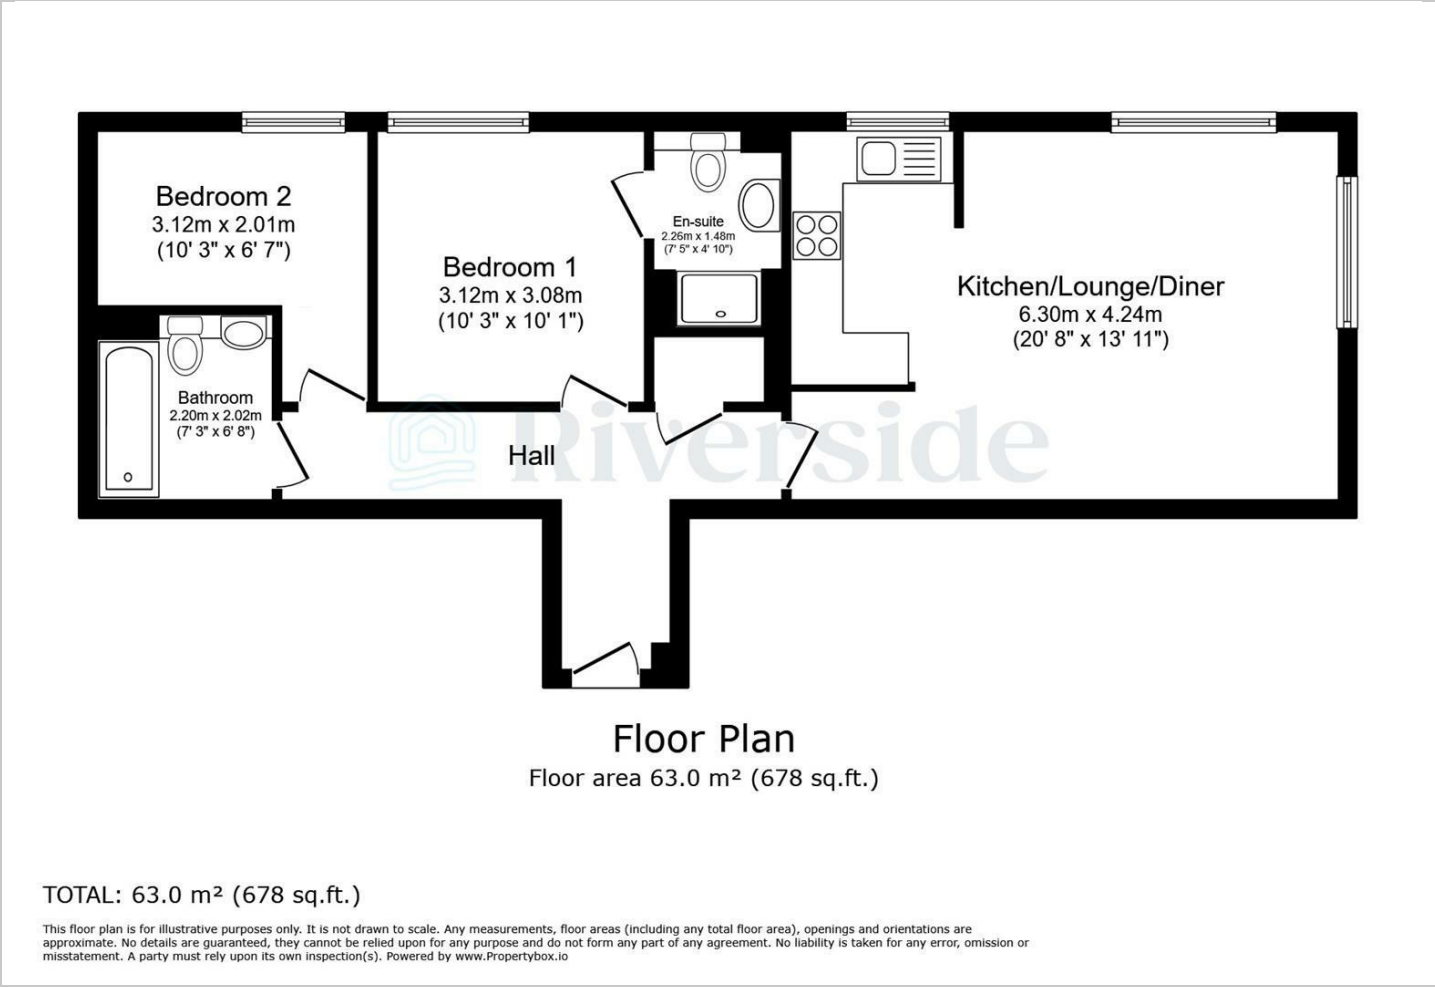 Bedroom 2
3.12m x 2.01m
(10' 3" x 6' 7")
Bedroom 1
3.12m x 3.08m
(10' 3" x 10' 1")
En-suite
2.26m x 1.48m
(7' 5" x 4' 10")
Kitchen/Lounge/Diner
6.30m x 4.24m
(20' 8" x 13' 11")
Bathroom
2.20m x 2.02m
(7' 3" x 6' 8")
Hall
Riverside
Floor Plan
Floor area 63.0 m² (678 sq.ft.)
TOTAL: 63.0 m² (678 sq.ft.)
This floor plan is for illustrative purposes only. It is not drawn to scale. Any measurements, floor areas (including any total floor area), openings and orientations are
approximate. No details are guaranteed, they cannot be relied upon for any purpose and do not form any part of any agreement. No liability is taken for any error, omission or
misstatement. A party must rely upon its own inspection(s). Powered by www.Propertybox.io